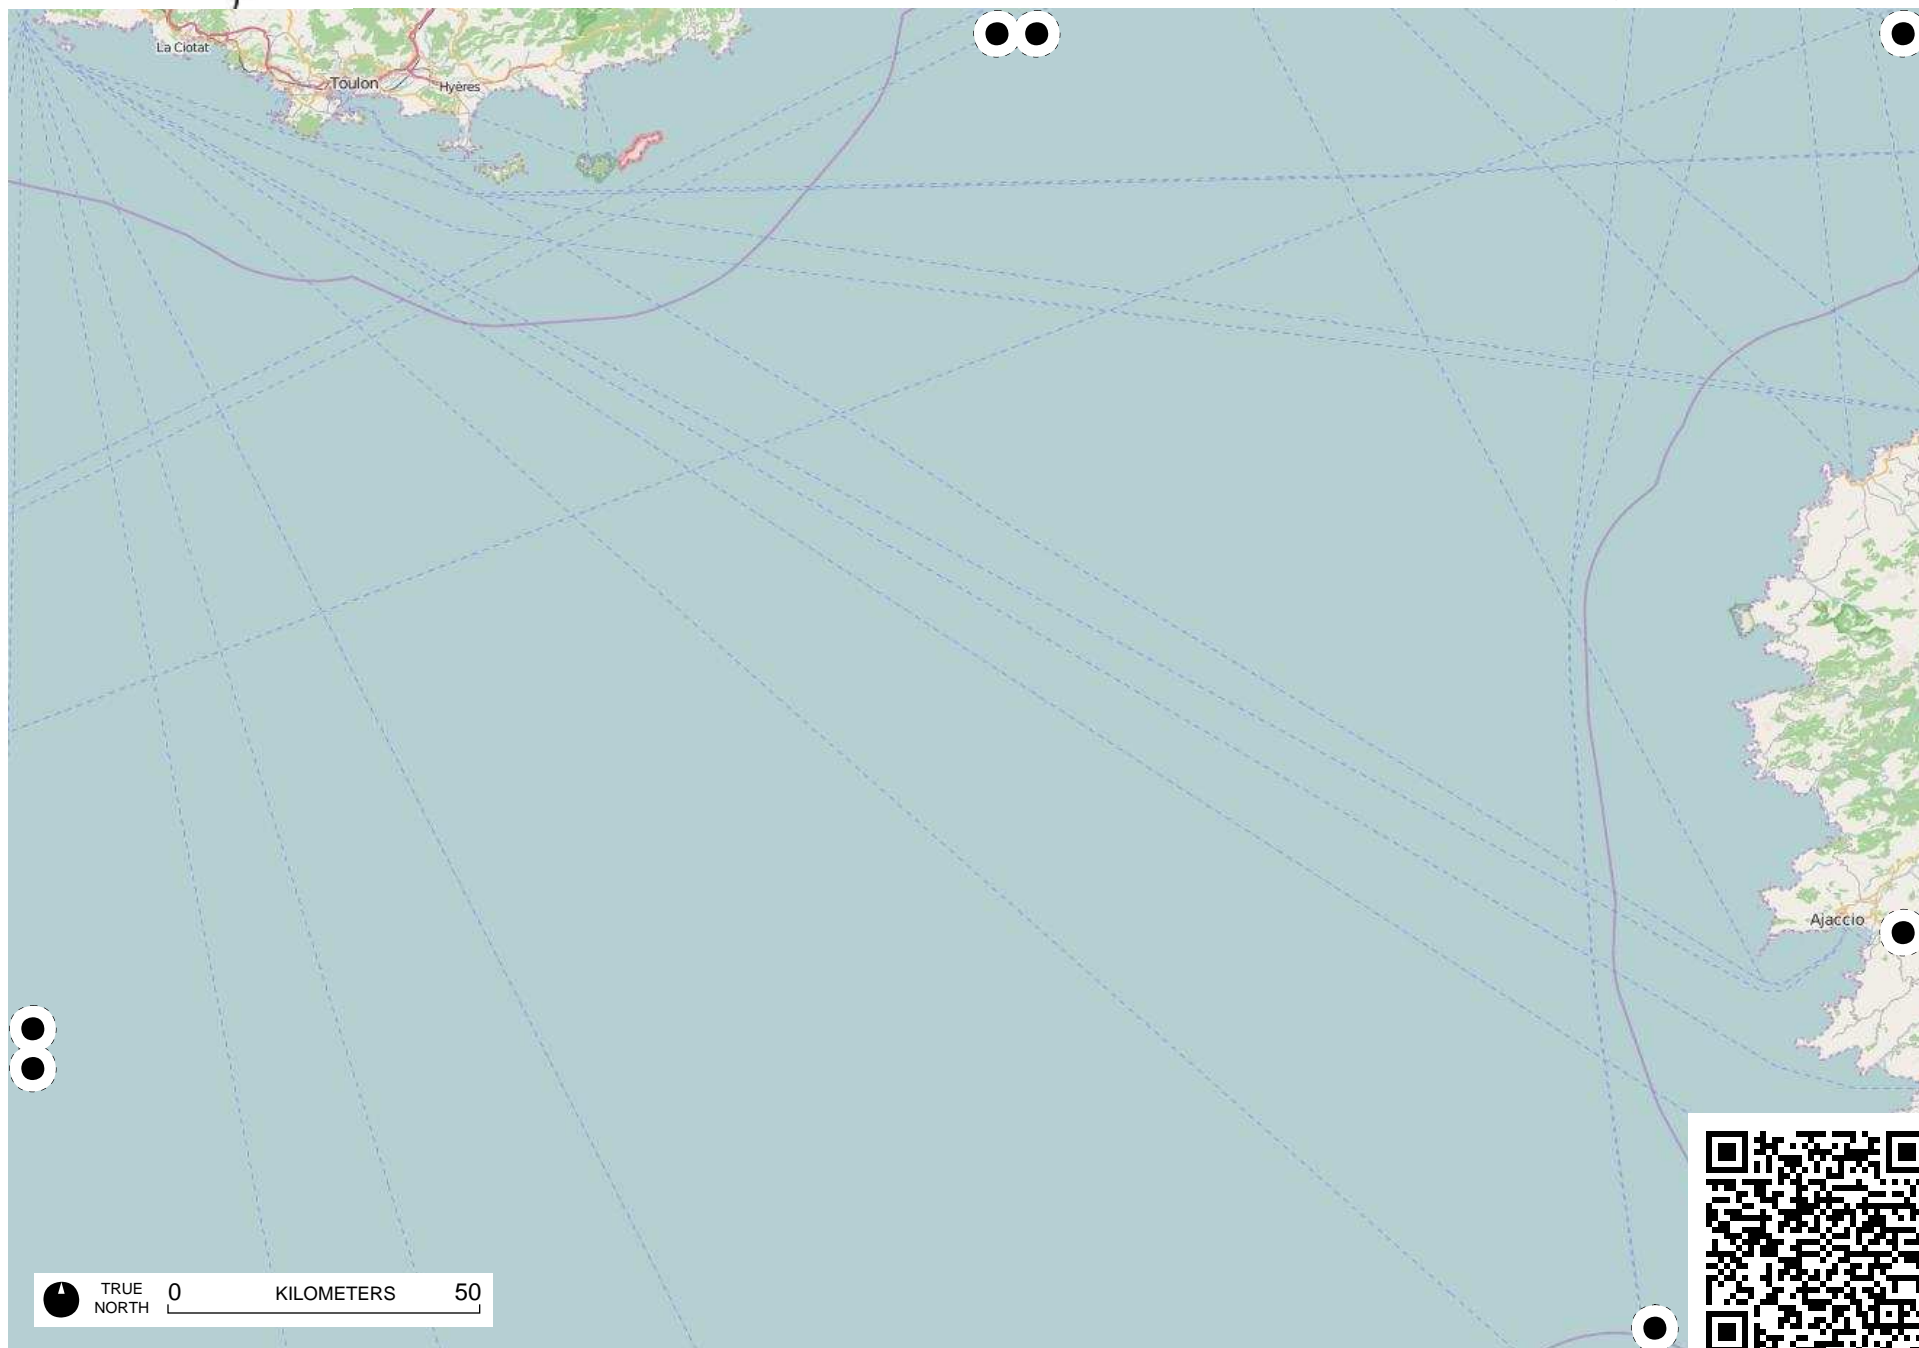 La Ciotat
Toulon
Hyères
Ajaccio
TRUE
NORTH
0 KILOMETERS 50